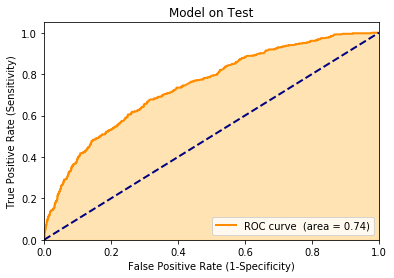 Model on Test
True Positive Rate (Sensitivity)
1.0
0.8
0.6
0.4
0.2
0.0
ROC curve (area = 0.74)
0.0 0.2 0.4 0.6 0.8 1.0
False Positive Rate (1-Specificity)